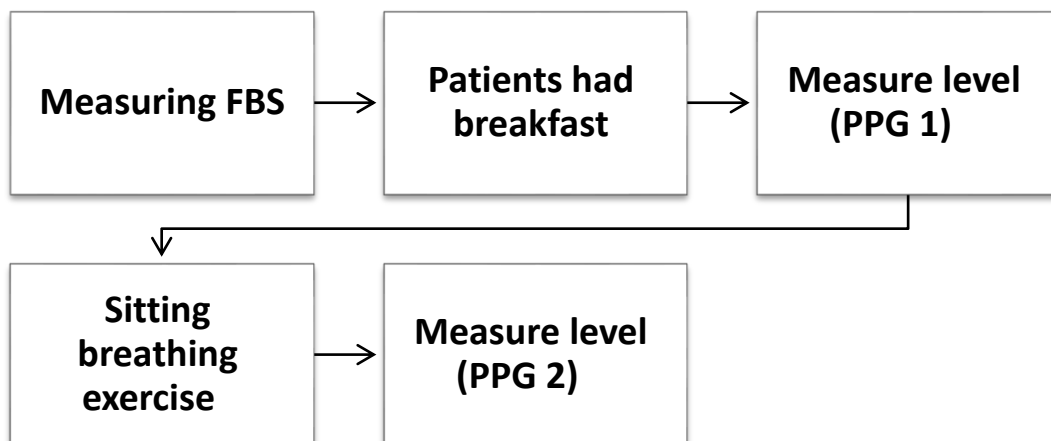 Measuring FBS
Patients had
breakfast
Measure level
(PPG 1)
Sitting
breathing
exercise
Measure level
(PPG 2)